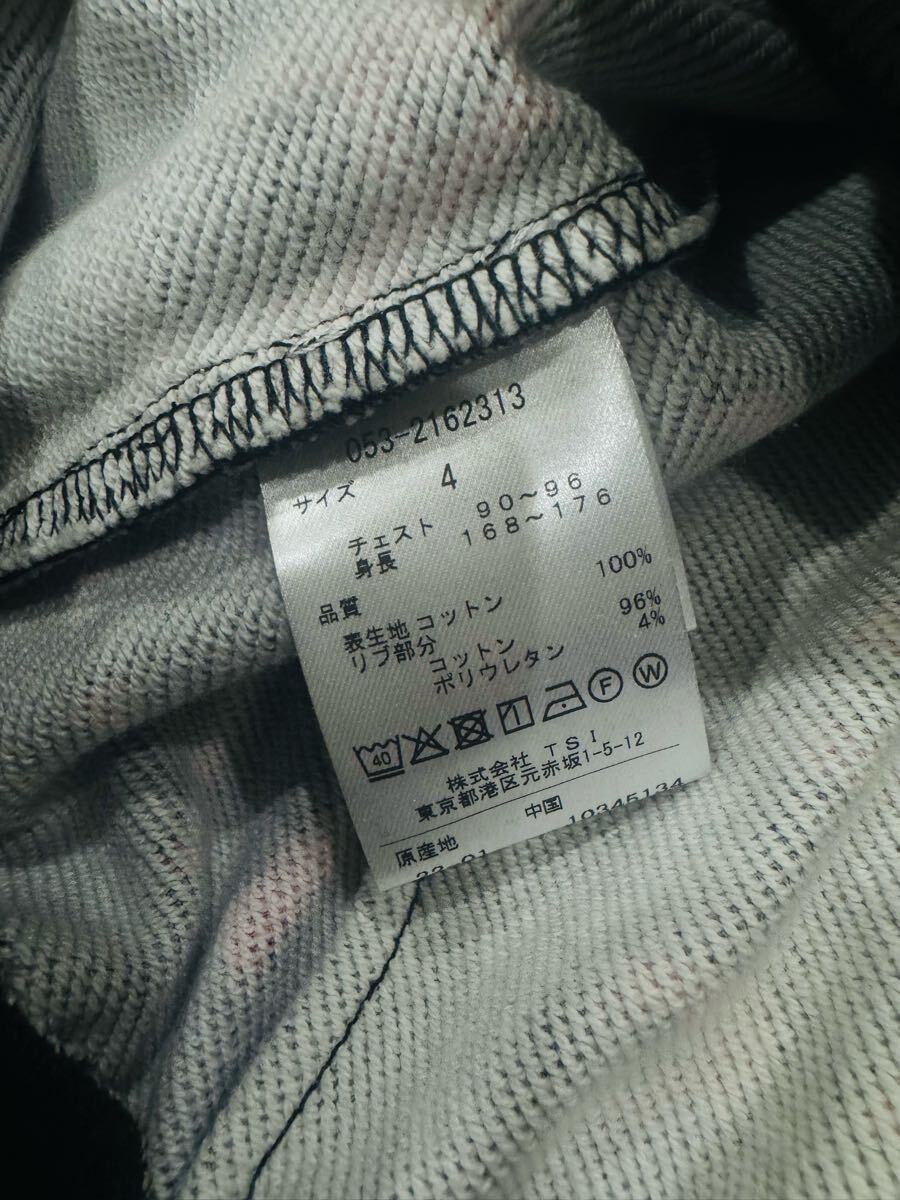 053-2162313
サイズ 4
チェスト 90～96
身長 168～176
品質
表生地 コットン 100%
リブ部分
コットン 96%
ポリウレタン 4%
40 F W
株式会社 TSI
東京都港区元赤坂1-5-12
原産地 中国
10345134